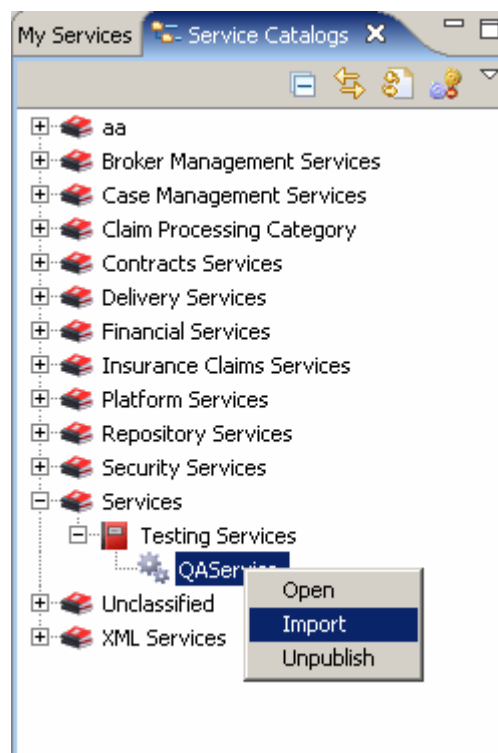 My Services Service Catalogs
aa
Broker Management Services
Case Management Services
Claim Processing Category
Contracts Services
Delivery Services
Financial Services
Insurance Claims Services
Platform Services
Repository Services
Security Services
Services
Testing Services
Open
Import
Unpublish
Unclassified
XML Services